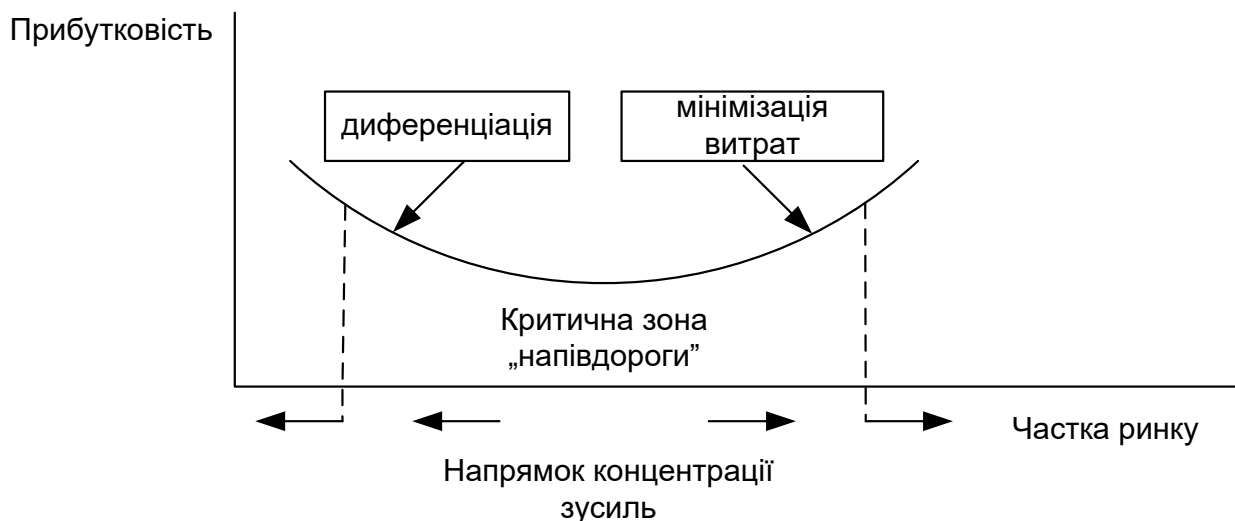 Прибутковість
диференціація
мінімізація
витрат
Критична зона
„напівдороги”
Частка ринку
Напрямок концентрації
зусиль